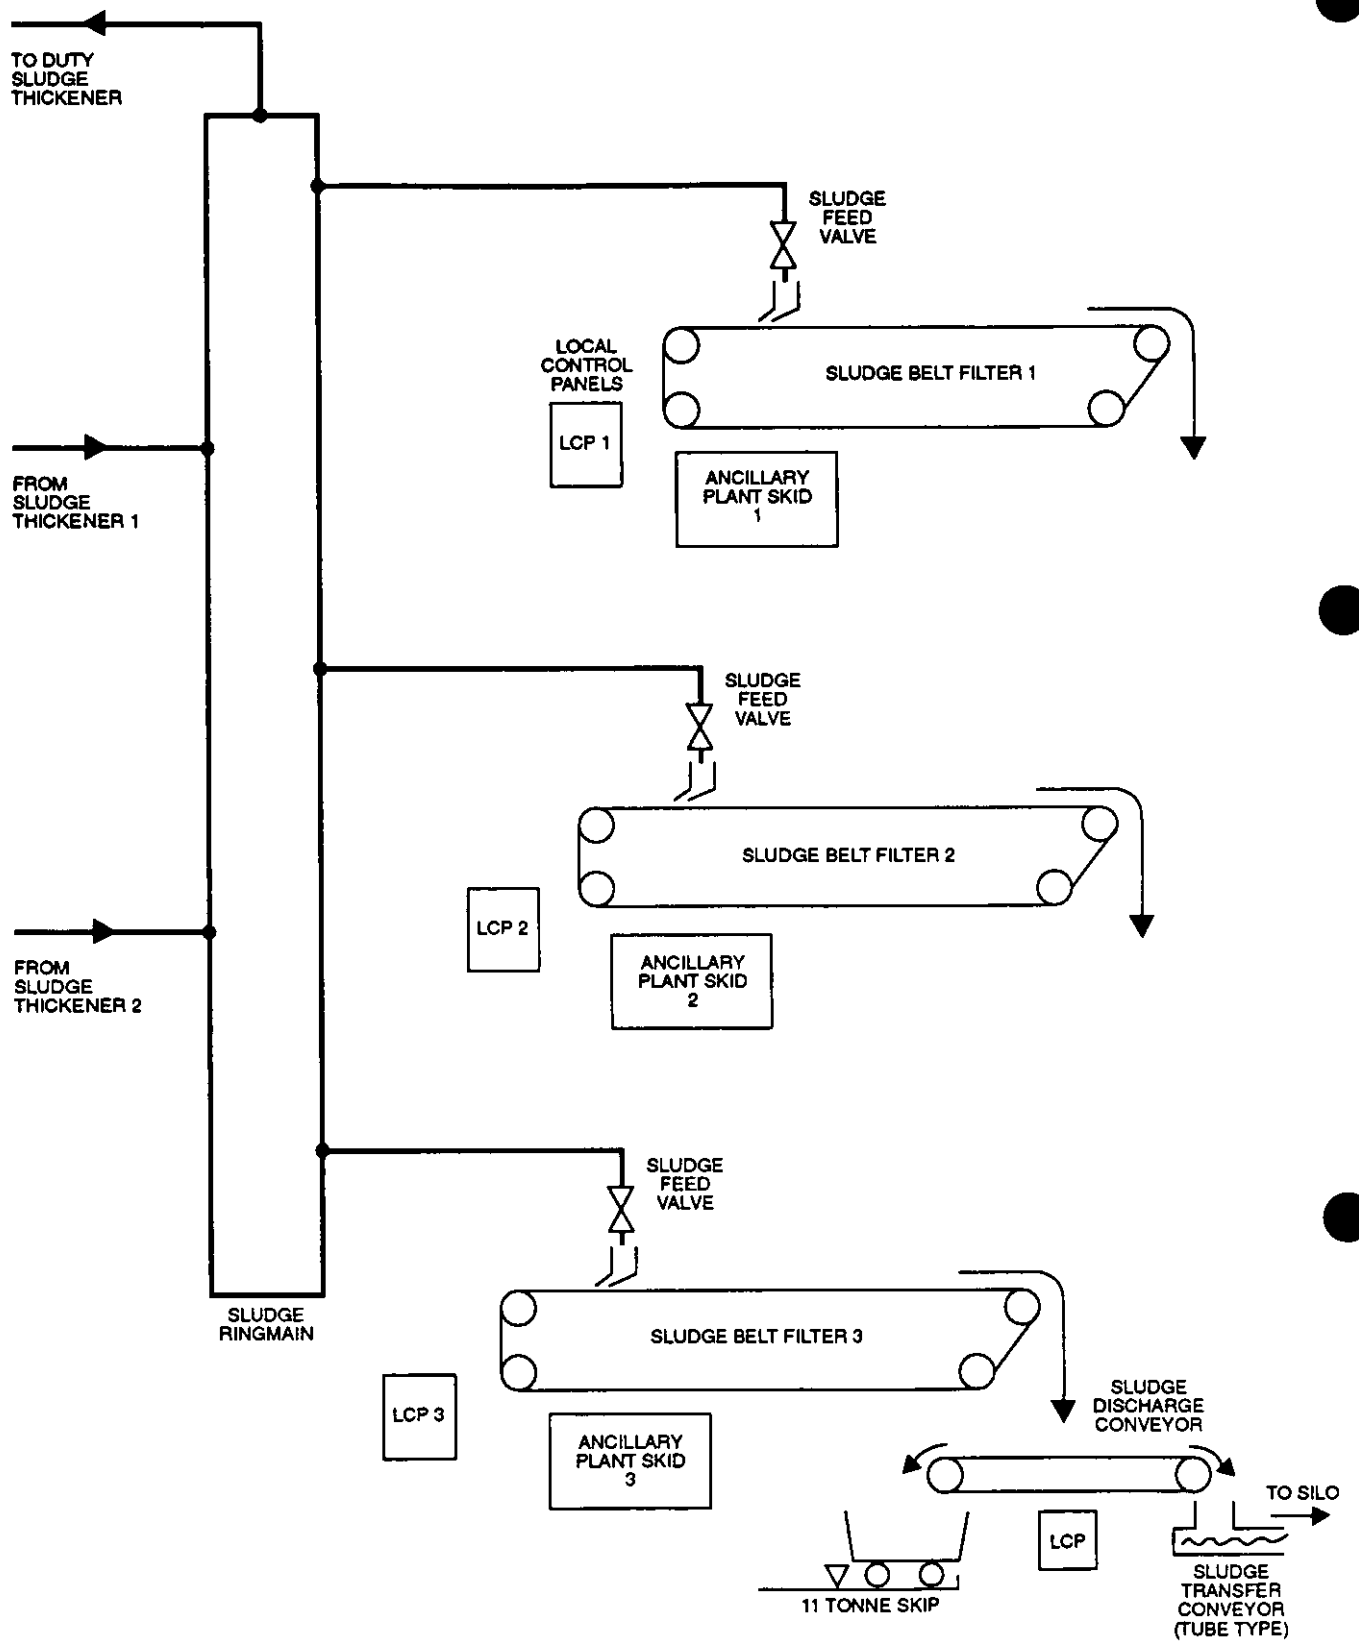 TO DUTY
SLUDGE
THICKENER
SLUDGE
FEED
VALVE
LOCAL
CONTROL
PANELS
SLUDGE BELT FILTER 1
LCP 1
ANCILLARY
PLANT SKID
1
FROM
SLUDGE
THICKENER 1
SLUDGE
FEED
VALVE
SLUDGE BELT FILTER 2
LCP 2
ANCILLARY
PLANT SKID
2
FROM
SLUDGE
THICKENER 2
SLUDGE
FEED
VALVE
SLUDGE
RINGMAIN
SLUDGE BELT FILTER 3
LCP 3
ANCILLARY
PLANT SKID
3
SLUDGE
DISCHARGE
CONVEYOR
TO SILO
LCP
11 TONNE SKIP
SLUDGE
TRANSFER
CONVEYOR
(TUBE TYPE)